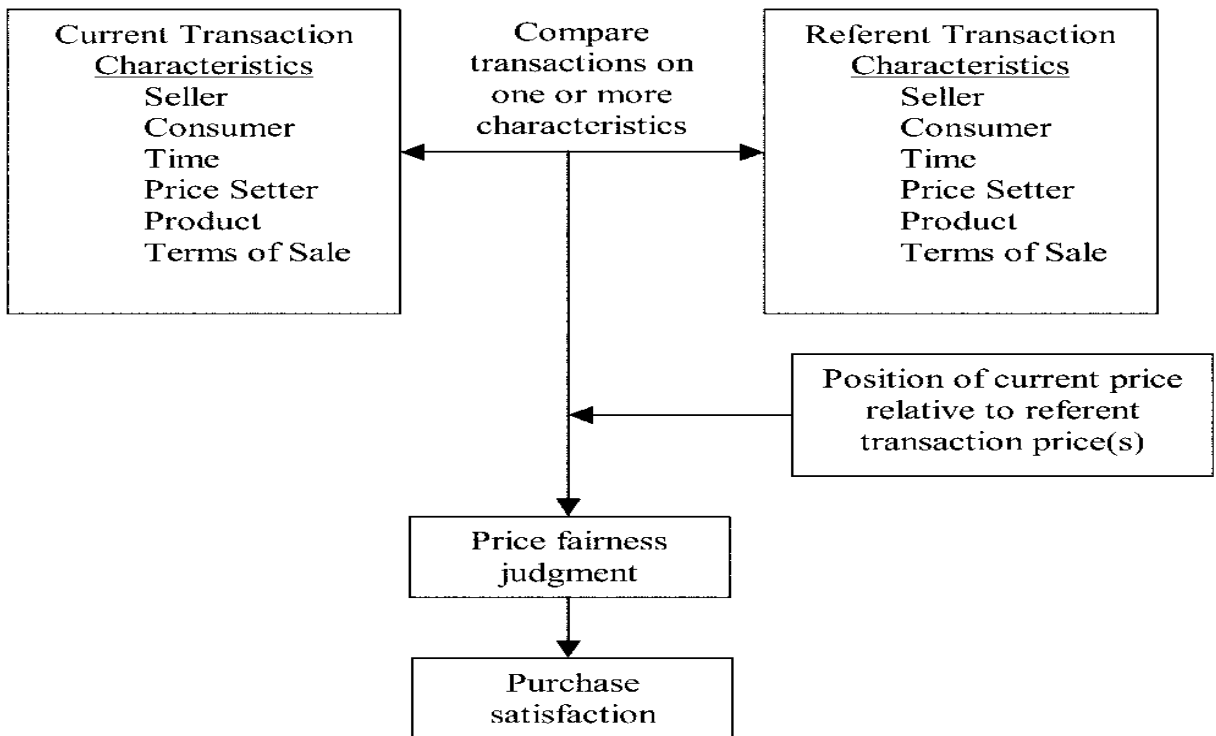 Current Transaction
Characteristics
Seller
Consumer
Time
Price Setter
Product
Terms of Sale
Compare
transactions on
one or more
characteristics
Referent Transaction
Characteristics
Seller
Consumer
Time
Price Setter
Product
Terms of Sale
Position of current price
relative to referent
transaction price(s)
Price fairness
judgment
Purchase
satisfaction